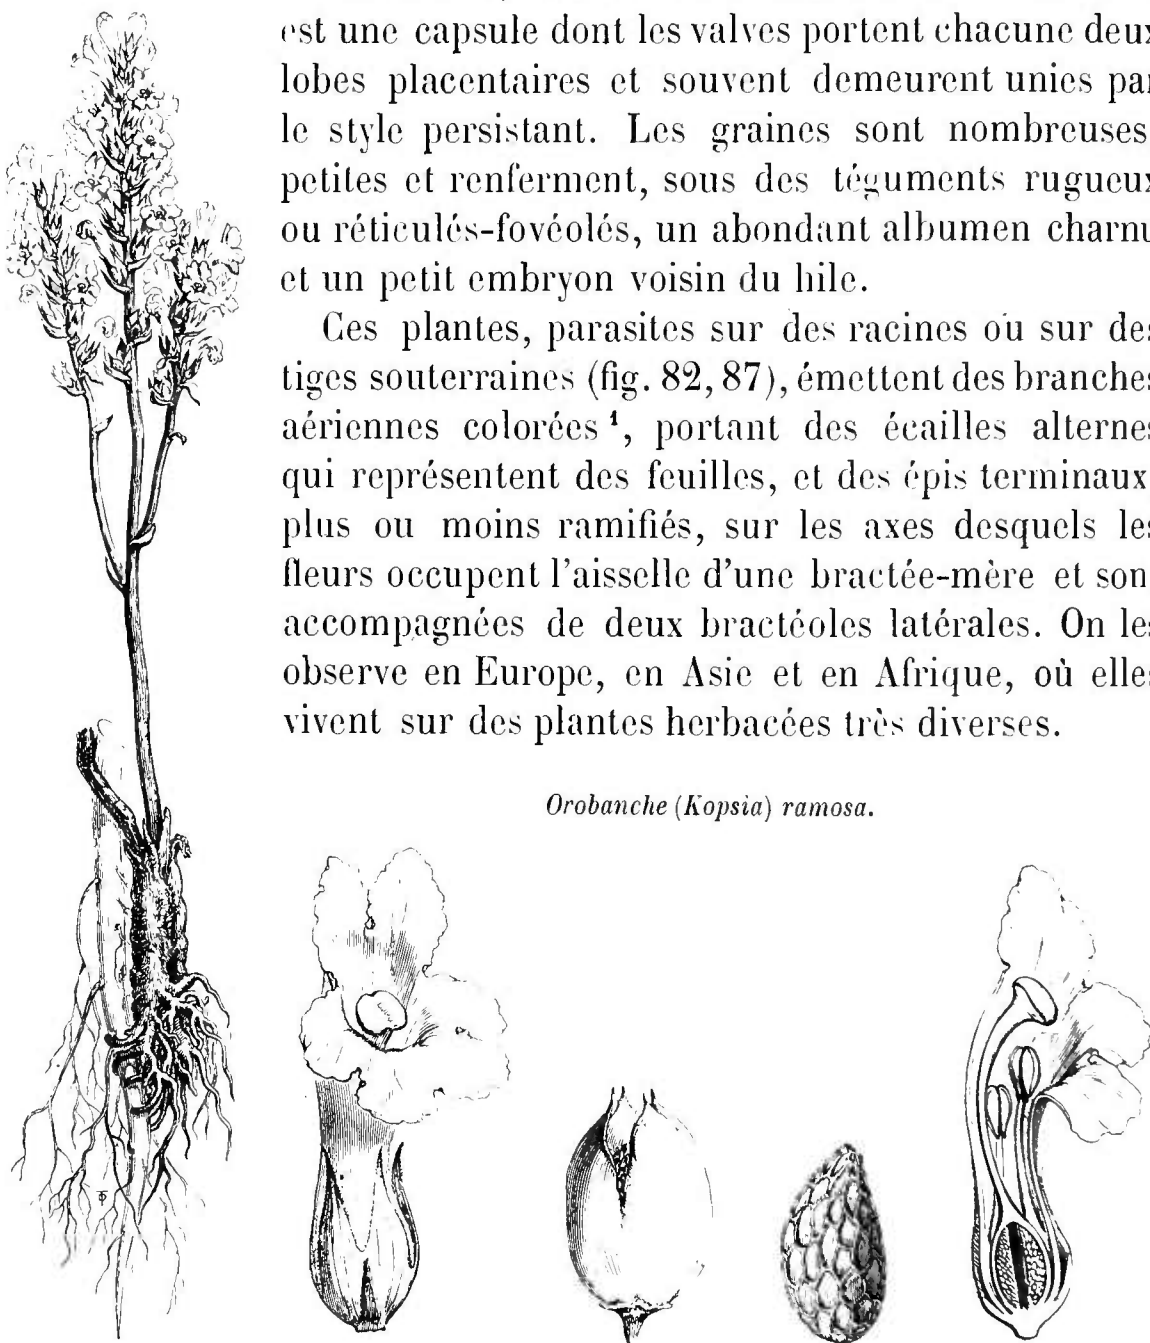 est une capsule dont les valves portent chacune deux
lobes placentaires et souvent demeurent unies par
le style persistant. Les graines sont nombreuses
petites et renferment, sous des téguments rugueux
ou réticulés-fovéolés, un abondant albumen charnu
et un petit embryon voisin du hile.
Ces plantes, parasites sur des racines ou sur des
tiges souterraines (fig. 82, 87), émettent des branches
aériennes colorées ¹, portant des écailles alternes
qui représentent des feuilles, et des épis terminaux
plus ou moins ramifiés, sur les axes desquels les
fleurs occupent l'aisselle d'une bractée-mère et son
accompagnées de deux bractéoles latérales. On les
observe en Europe, en Asie et en Afrique, où elles
vivent sur des plantes herbacées très diverses.
Orobanche (Kopsia) ramosa.